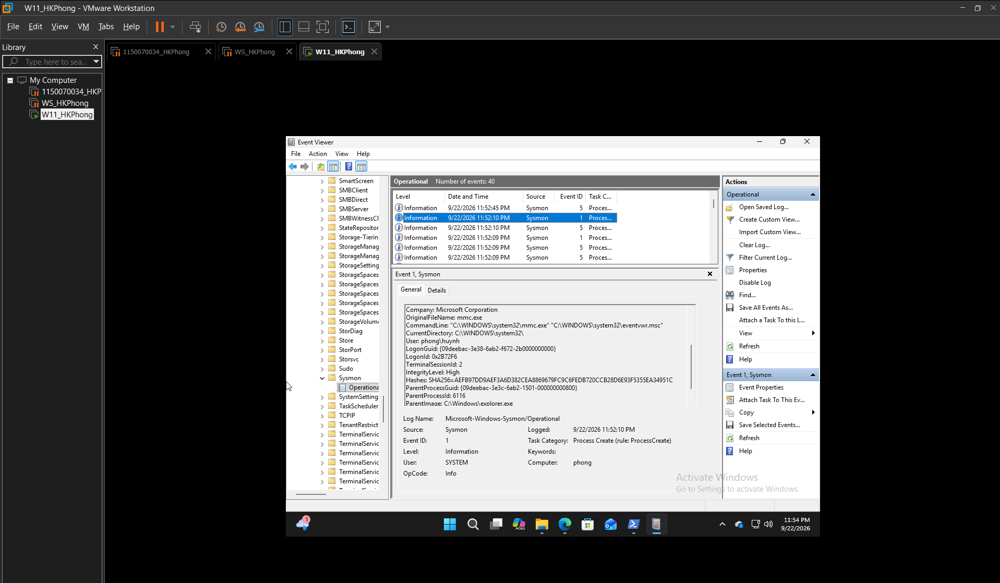 W11_HKPhong - VMware Workstation
File Edit View VM Tabs Help
Library
Type here to sea...
My Computer
1150070034_HKP
WS_HKPhong
W11_HKPhong
1150070034_HKPhong
WS_HKPhong
W11_HKPhong
Event Viewer
File Action View Help
SmartScreen
SMBClient
SMBDirect
SMBServer
SMBWitnessCl
StateRepositor
Storage-Tierin
StorageManag
StorageManag
StorageSetting
StorageSpaces
StorageSpaces
StorageSpaces
StorageSpaces
StorageSpaces
StorageVolum
StorDiag
Store
StorPort
Storsvc
Sudo
Sysmon
Operationa
SystemSetting
TaskScheduler
TCPIP
TenantRestrict
TerminalServic
TerminalServic
TerminalServic
TerminalServic
TerminalServic
TerminalServic
Operational Number of events: 40
Level Date and Time Source Event ID Task C...
Information 9/22/2026 11:52:45 PM Sysmon 5 Proces...
Information 9/22/2026 11:52:10 PM Sysmon 1 Proces...
Information 9/22/2026 11:52:10 PM Sysmon 5 Proces...
Information 9/22/2026 11:52:09 PM Sysmon 1 Proces...
Information 9/22/2026 11:52:09 PM Sysmon 5 Proces...
Information 9/22/2026 11:52:09 PM Sysmon 5 Proces...
Event 1, Sysmon
General Details
Company: Microsoft Corporation
OriginalFileName: mmc.exe
CommandLine: "C:\WINDOWS\system32\mmc.exe" "C:\WINDOWS\system32\eventvwr.msc"
CurrentDirectory: C:\WINDOWS\system32\
User: phong\huynh
LogonGuid: {09deebac-3e38-6ab2-f672-2b0000000000}
LogonId: 0x2B72F6
TerminalSessionId: 2
IntegrityLevel: High
Hashes: SHA256=AEFB97DD9AEF3A6D382CEA8869679FC9C6FEDB720CCB28D6E93F5355EA34951C
ParentProcessGuid: {09deebac-3e3c-6ab2-1501-000000000800}
ParentProcessId: 6116
ParentImage: C:\Windows\explorer.exe
Log Name: Microsoft-Windows-Sysmon/Operational
Source: Sysmon Logged: 9/22/2026 11:52:10 PM
Event ID: 1 Task Category: Process Create (rule: ProcessCreate)
Level: Information Keywords:
User: SYSTEM Computer: phong
OpCode: Info
Actions
Operational
Open Saved Log...
Create Custom View...
Import Custom View...
Clear Log...
Filter Current Log...
Properties
Disable Log
Find...
Save All Events As...
Attach a Task To this L...
View
Refresh
Help
Event 1, Sysmon
Event Properties
Attach Task To This Ev...
Copy
Save Selected Events...
Refresh
Help
Activate Windows
Go to Settings to activate Windows.
1
M365
11:54 PM
9/22/2026